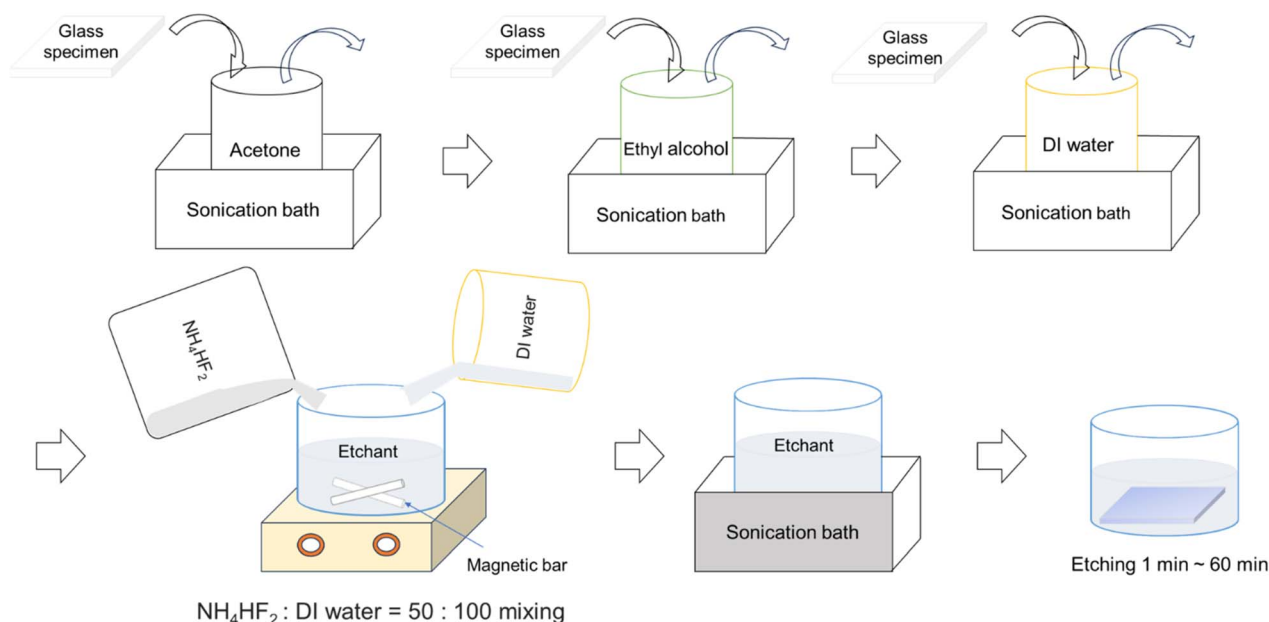 Glass
specimen
Acetone
Sonication bath
Glass
specimen
Ethyl alcohol
Sonication bath
Glass
specimen
DI water
Sonication bath
NH₄HF₂
DI water
Etchant
Magnetic bar
NH₄HF₂ : DI water = 50 : 100 mixing
Etchant
Sonication bath
Etching 1 min ~ 60 min